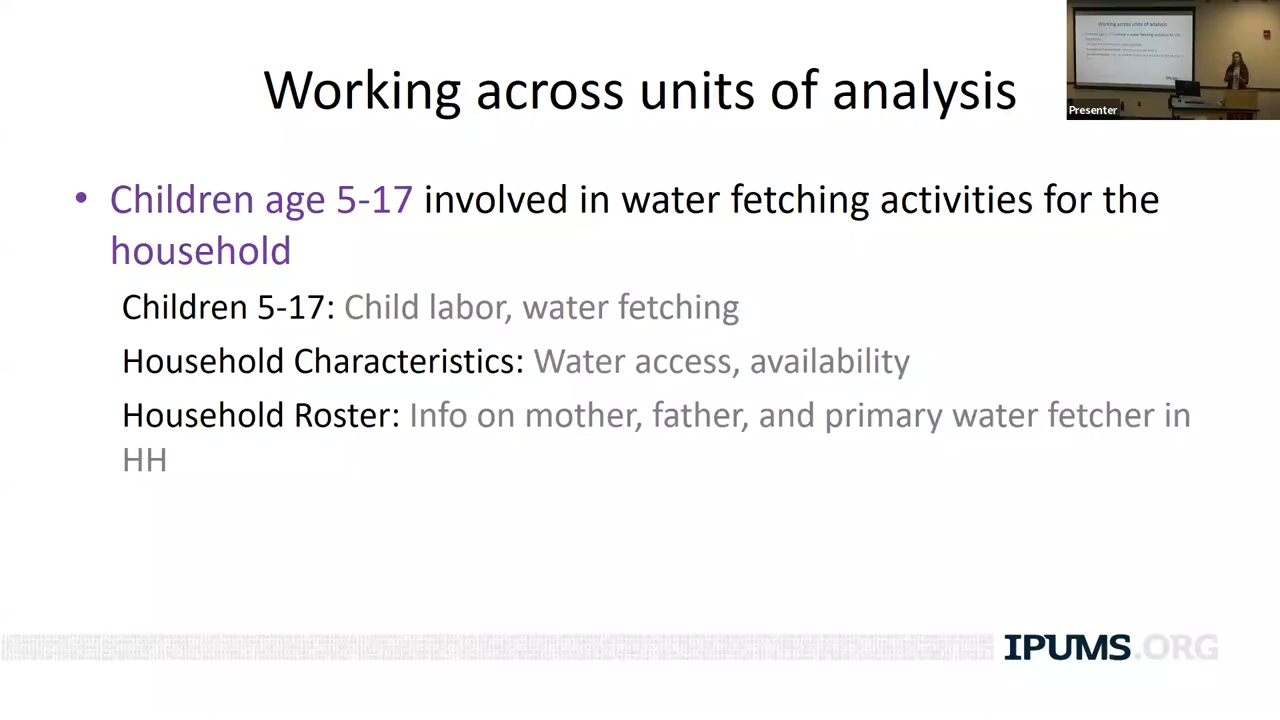 Working across units of analysis
Presenter
• Children age 5-17 involved in water fetching activities for the
household
Children 5-17: Child labor, water fetching
Household Characteristics: Water access, availability
Household Roster: Info on mother, father, and primary water fetcher in
HH
IPUMS.ORG